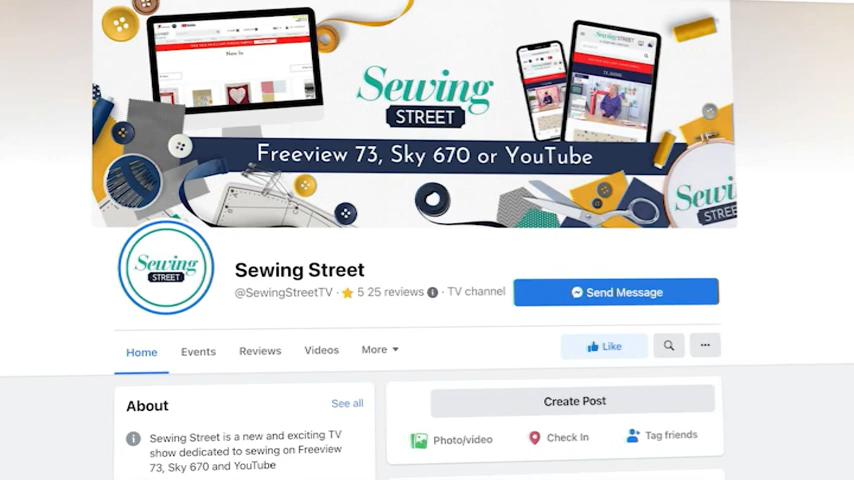 New In
Sewing
STREET
Freeview 73, Sky 670 or YouTube
Sewing
STREET
Sewing
STREET
Sewing Street
@SewingStreetTV · 5 25 reviews · TV channel
Send Message
Home Events Reviews Videos More
Like
About
See all
Create Post
Sewing Street is a new and exciting TV
show dedicated to sewing on Freeview
73, Sky 670 and YouTube
Photo/video Check In Tag friends